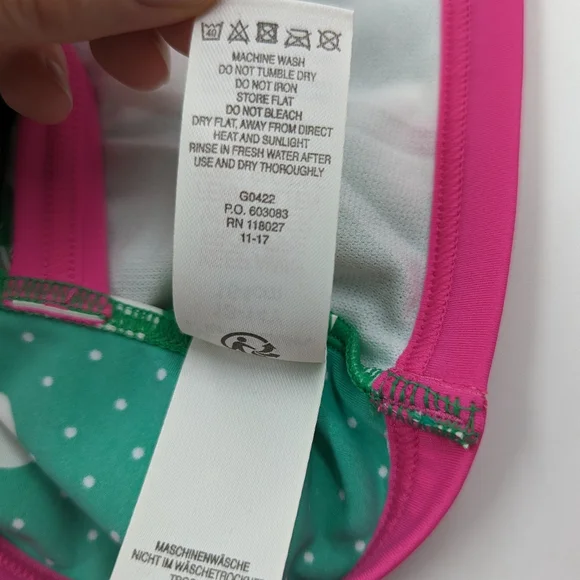 40
MACHINE WASH
DO NOT TUMBLE DRY
DO NOT IRON
STORE FLAT
DO NOT BLEACH
DRY FLAT, AWAY FROM DIRECT
HEAT AND SUNLIGHT
RINSE IN FRESH WATER AFTER
USE AND DRY THOROUGHLY
G0422
P.O. 603083
RN 118027
11-17
MASCHINENWÄSCHE
NICHT IM WÄSCHETROCKN